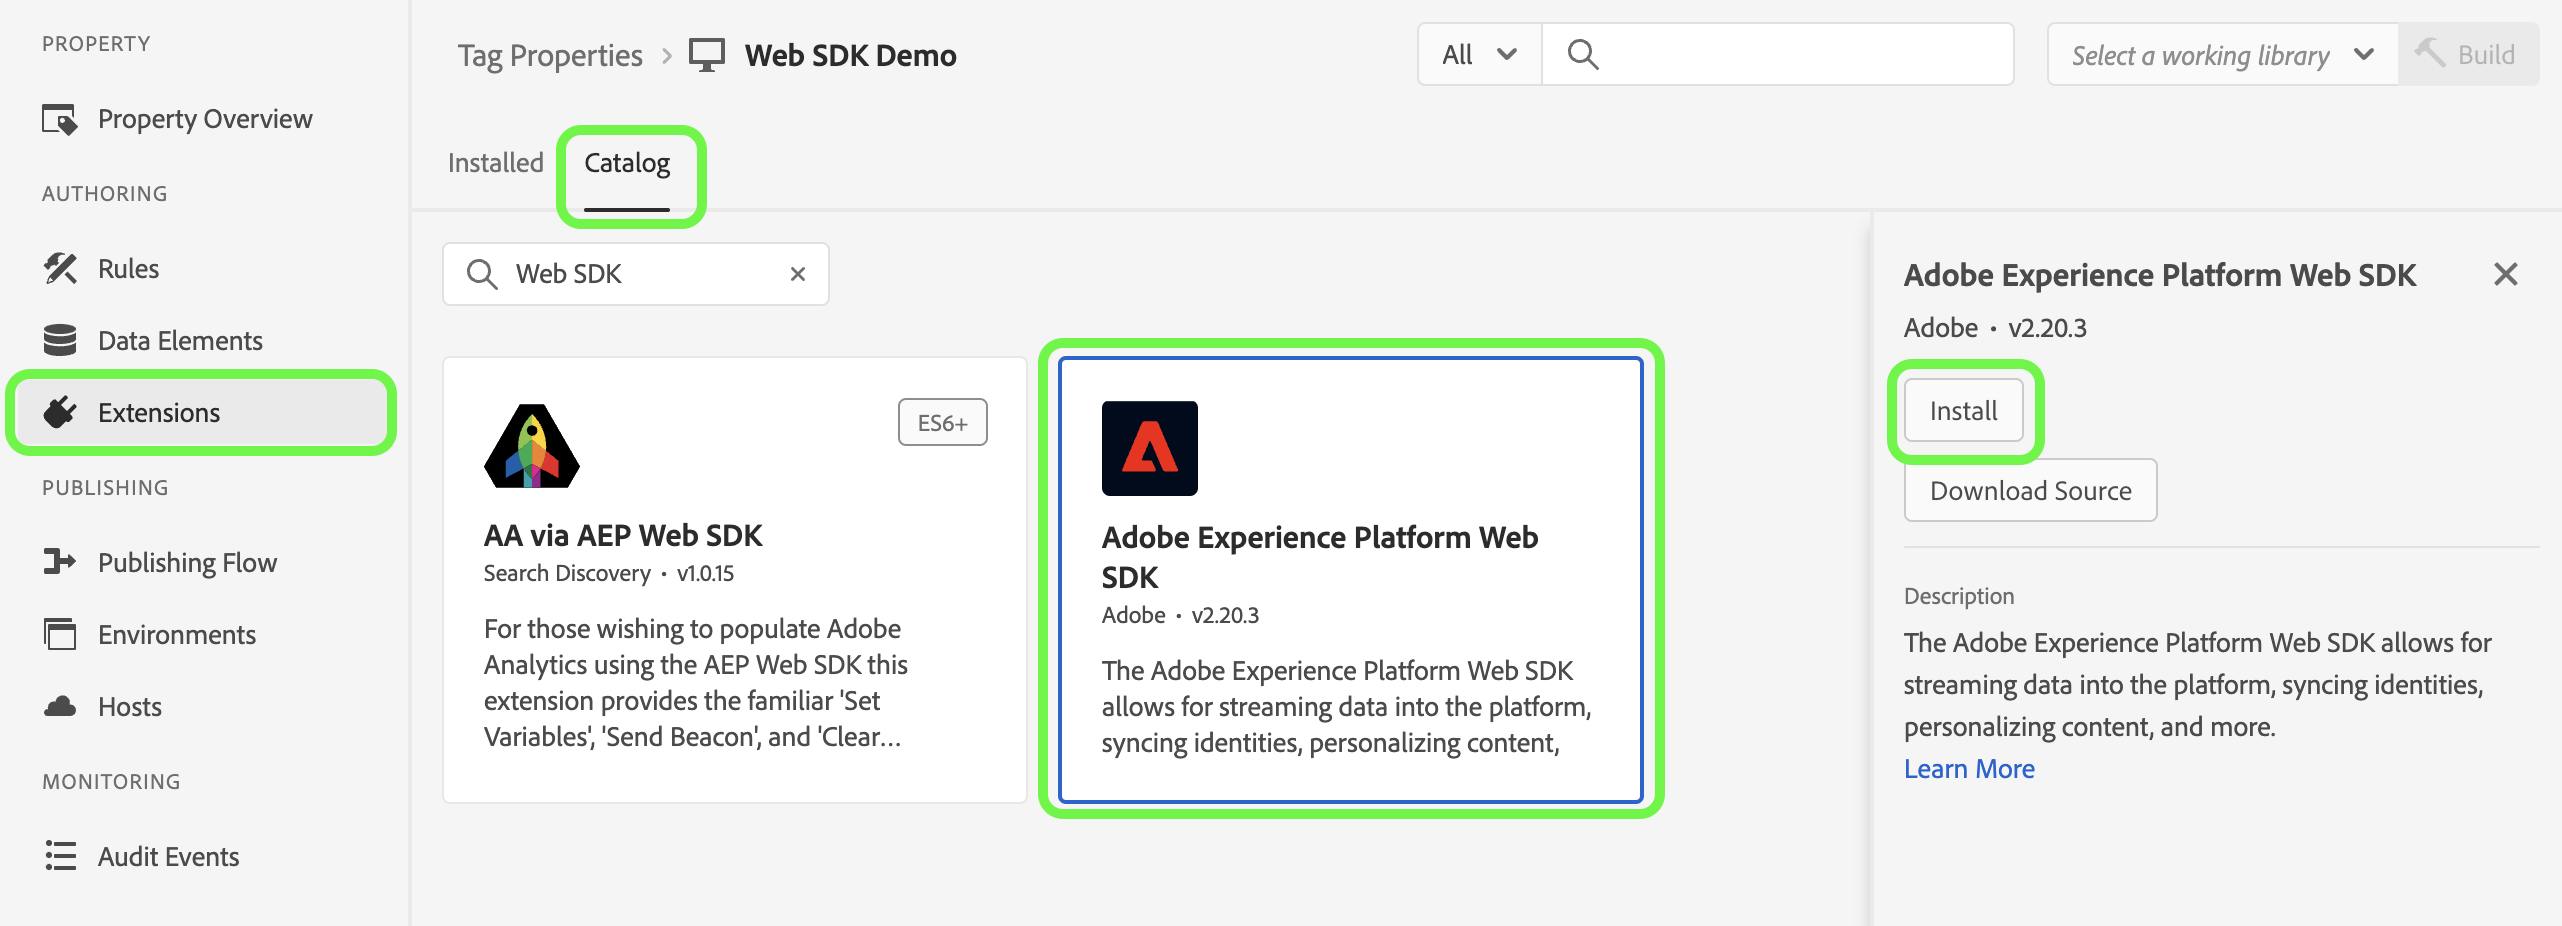 PROPERTY
Property Overview
AUTHORING
Rules
Data Elements
Extensions
PUBLISHING
Publishing Flow
Environments
Hosts
MONITORING
Audit Events
Tag Properties > Web SDK Demo
All
Select a working library
Build
Installed
Catalog
Web SDK
ES6+
AA via AEP Web SDK
Search Discovery • v1.0.15
For those wishing to populate Adobe
Analytics using the AEP Web SDK this
extension provides the familiar 'Set
Variables', 'Send Beacon', and 'Clear…
Adobe Experience Platform Web
SDK
Adobe • v2.20.3
The Adobe Experience Platform Web SDK
allows for streaming data into the platform,
syncing identities, personalizing content,
Adobe Experience Platform Web SDK
Adobe • v2.20.3
Install
Download Source
Description
The Adobe Experience Platform Web SDK allows for
streaming data into the platform, syncing identities,
personalizing content, and more.
Learn More